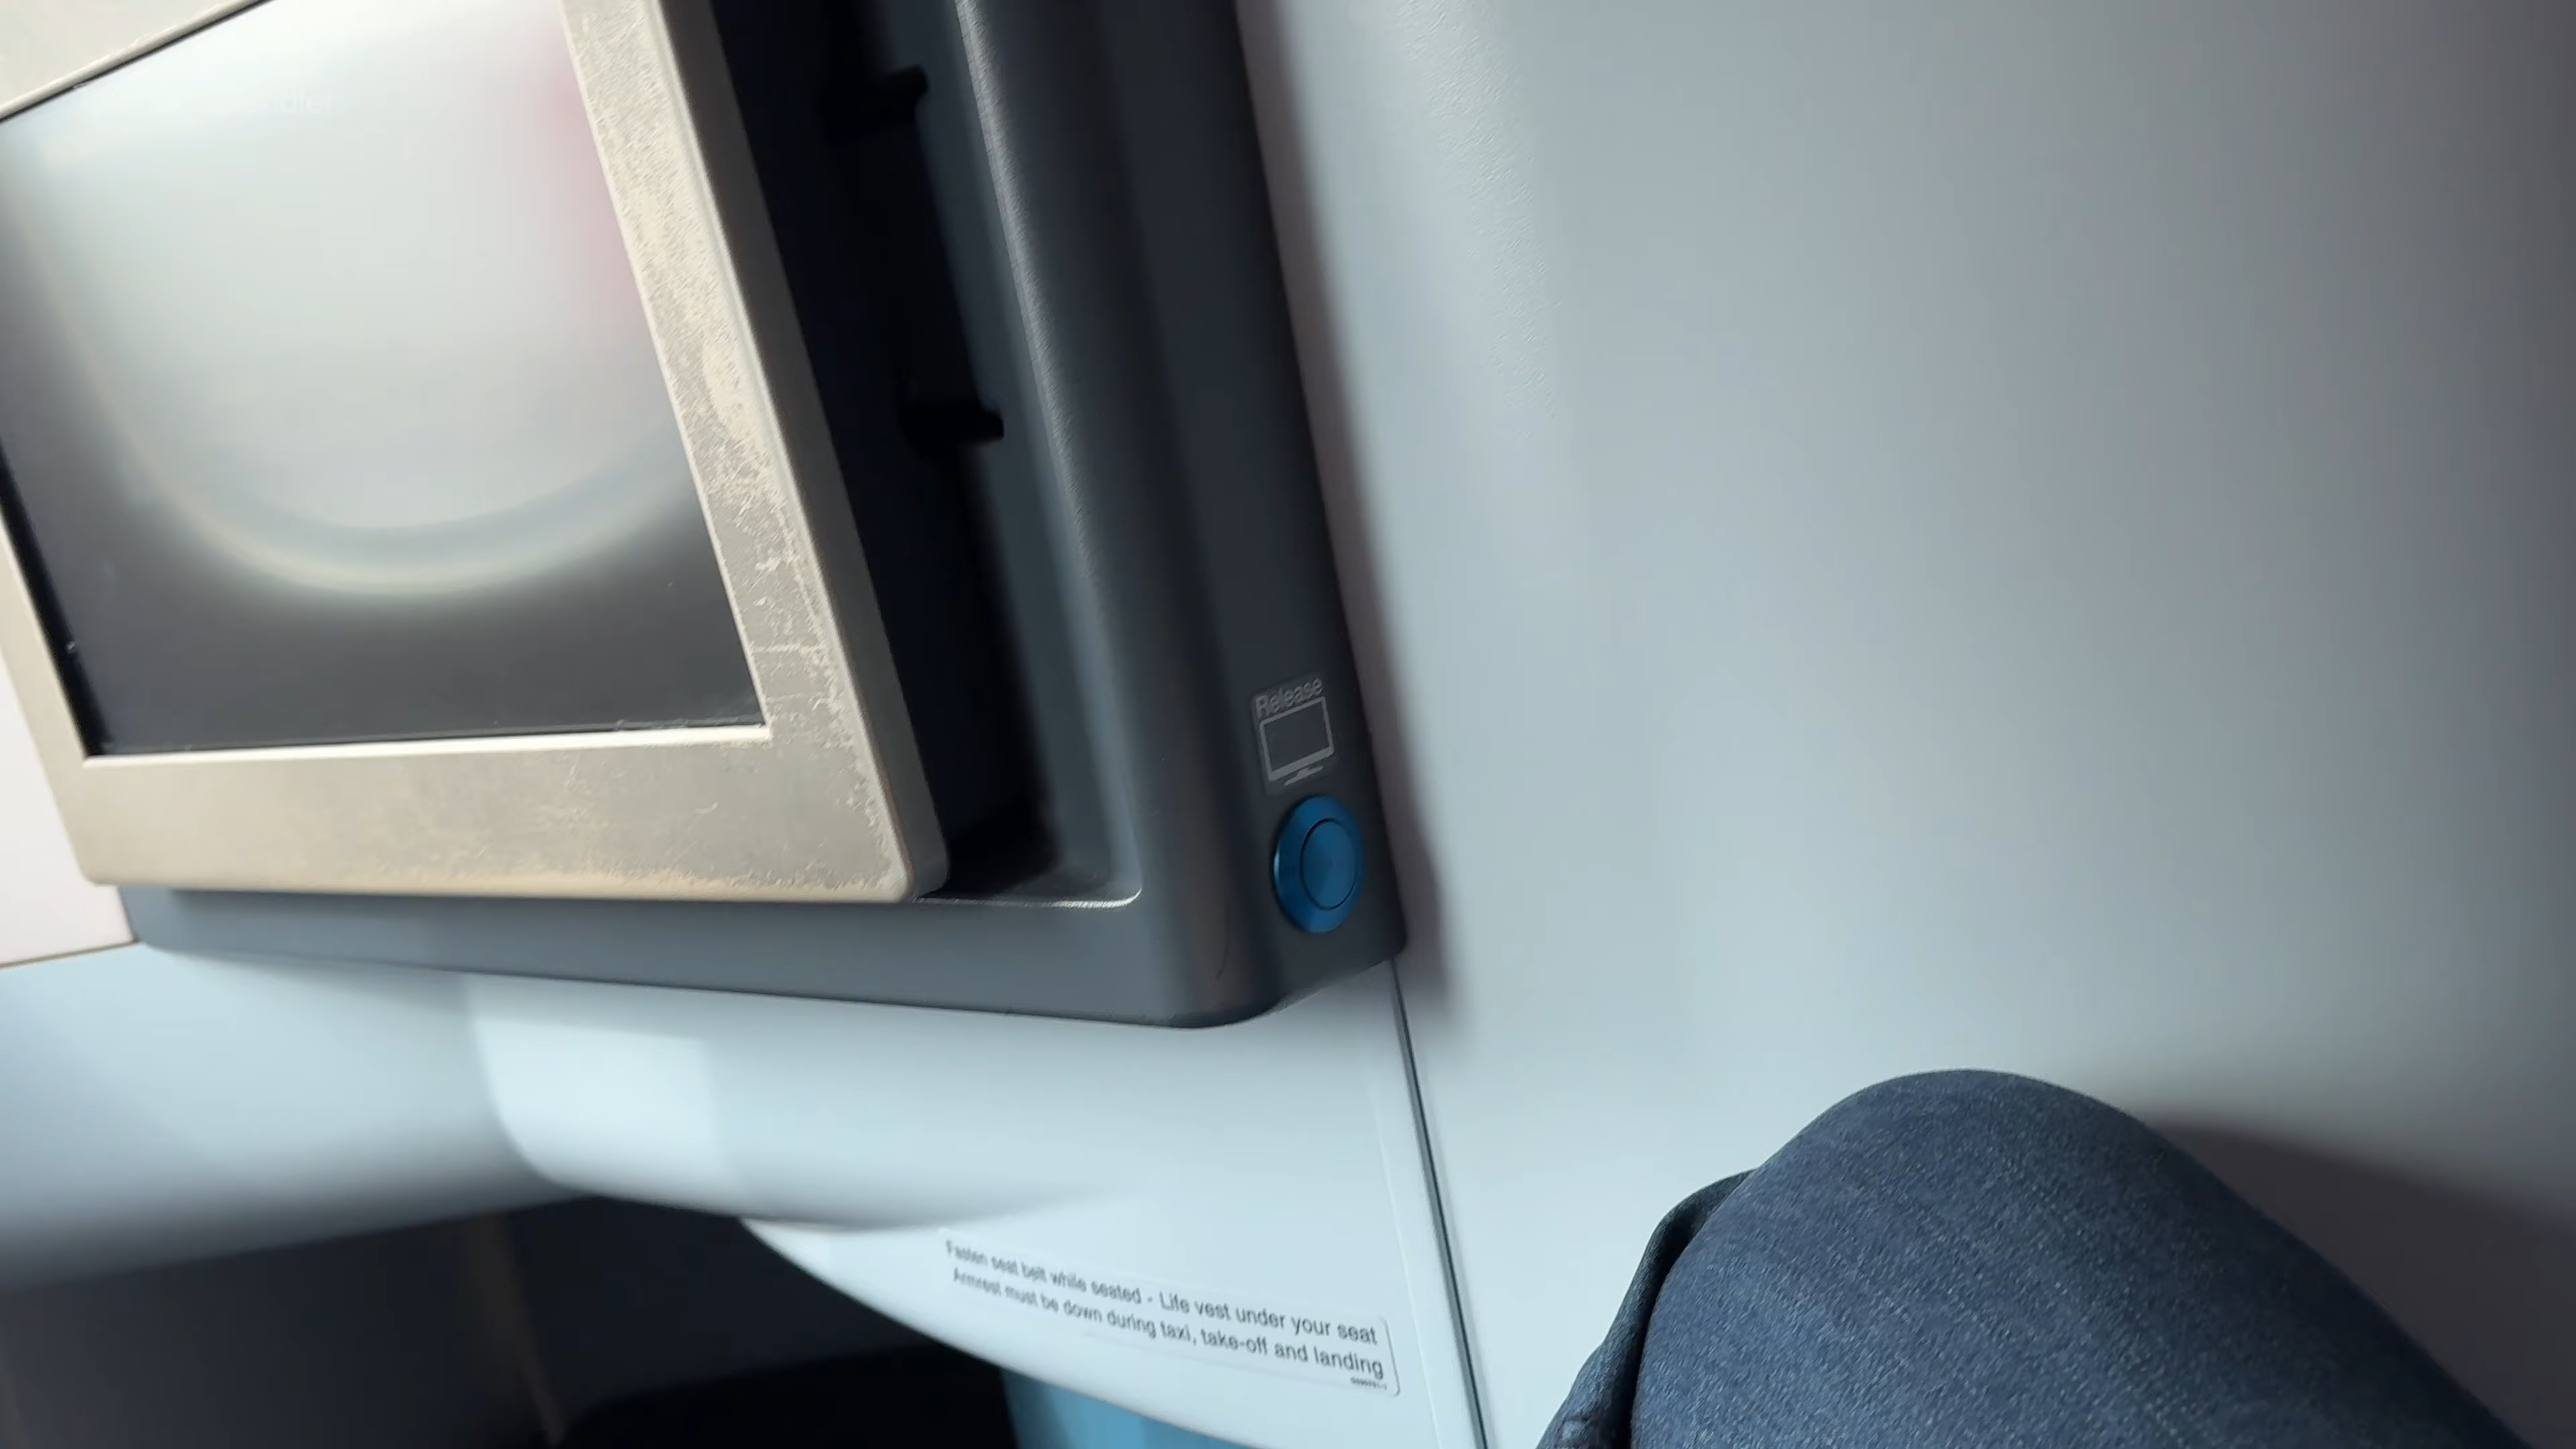 Release
Fasten seat belt while seated - Life vest under your seat
Armrest must be down during taxi, take-off and landing